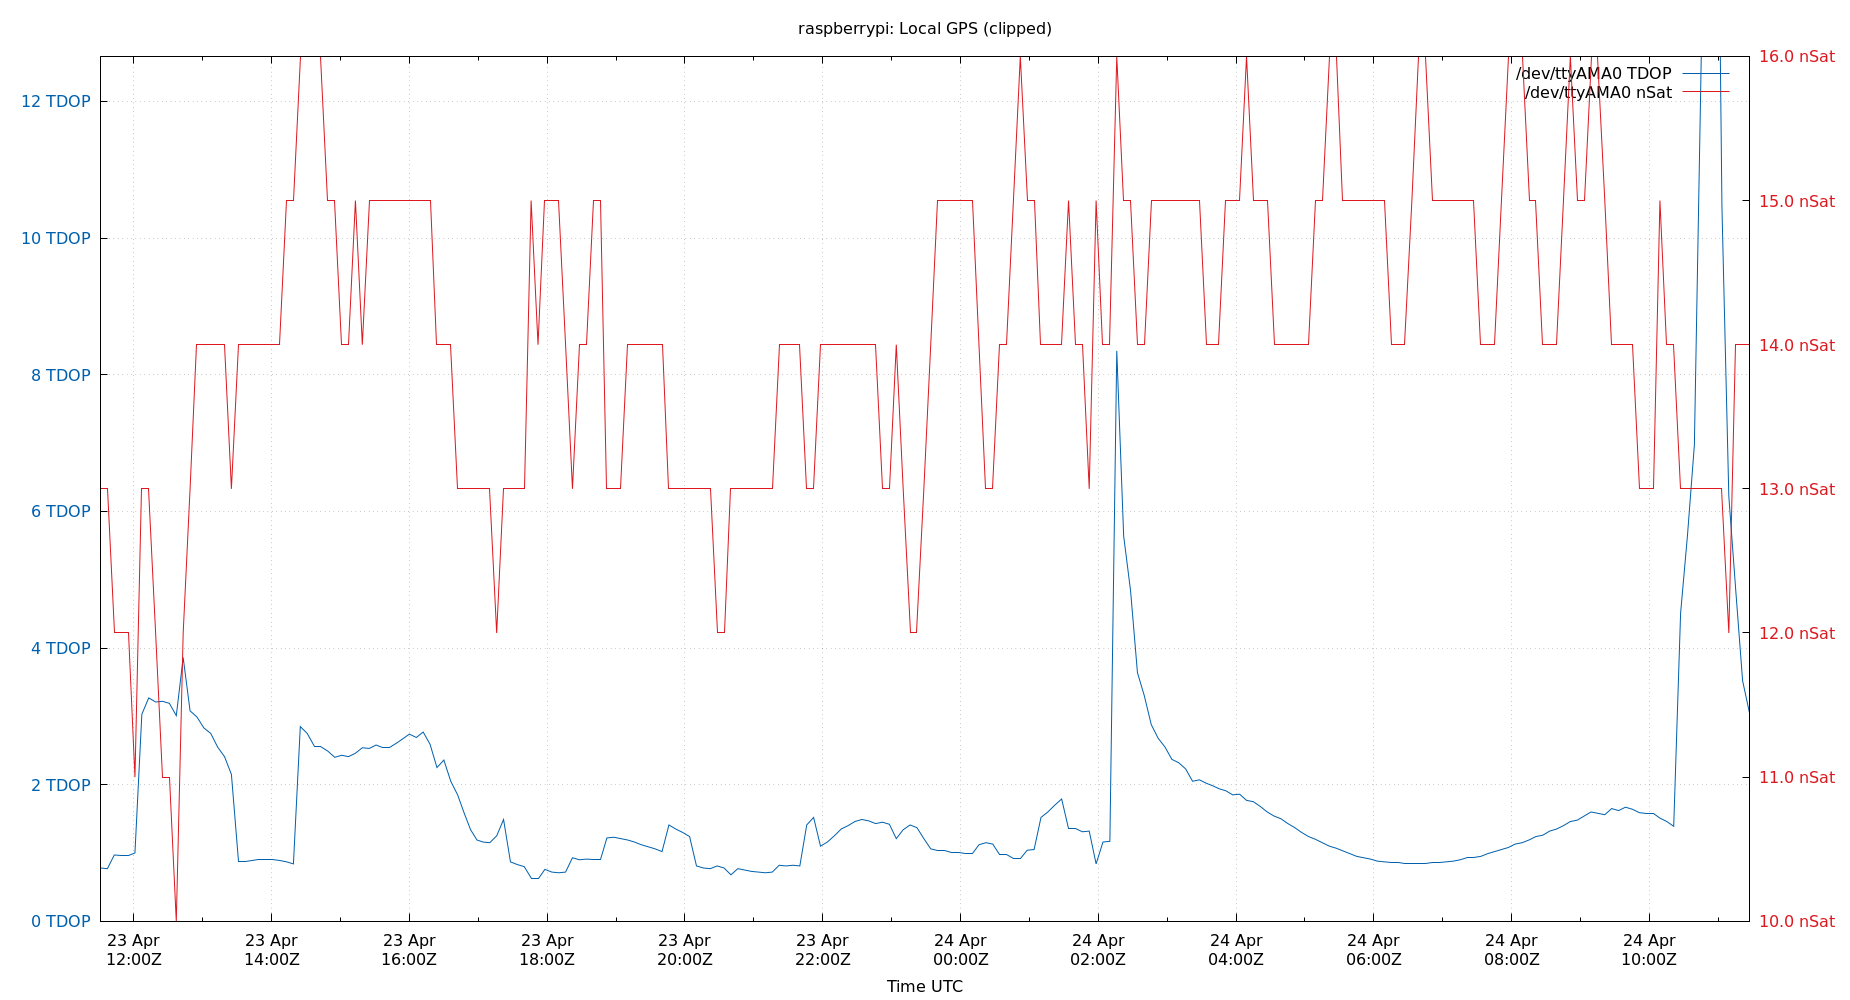 raspberrypi: Local GPS (clipped)
/dev/ttyAMA0 TDOP
/dev/ttyAMA0 nSat
12 TDOP
10 TDOP
8 TDOP
6 TDOP
4 TDOP
2 TDOP
0 TDOP
16.0 nSat
15.0 nSat
14.0 nSat
13.0 nSat
12.0 nSat
11.0 nSat
10.0 nSat
23 Apr
12:00Z
23 Apr
14:00Z
23 Apr
16:00Z
23 Apr
18:00Z
23 Apr
20:00Z
23 Apr
22:00Z
24 Apr
00:00Z
24 Apr
02:00Z
24 Apr
04:00Z
24 Apr
06:00Z
24 Apr
08:00Z
24 Apr
10:00Z
Time UTC